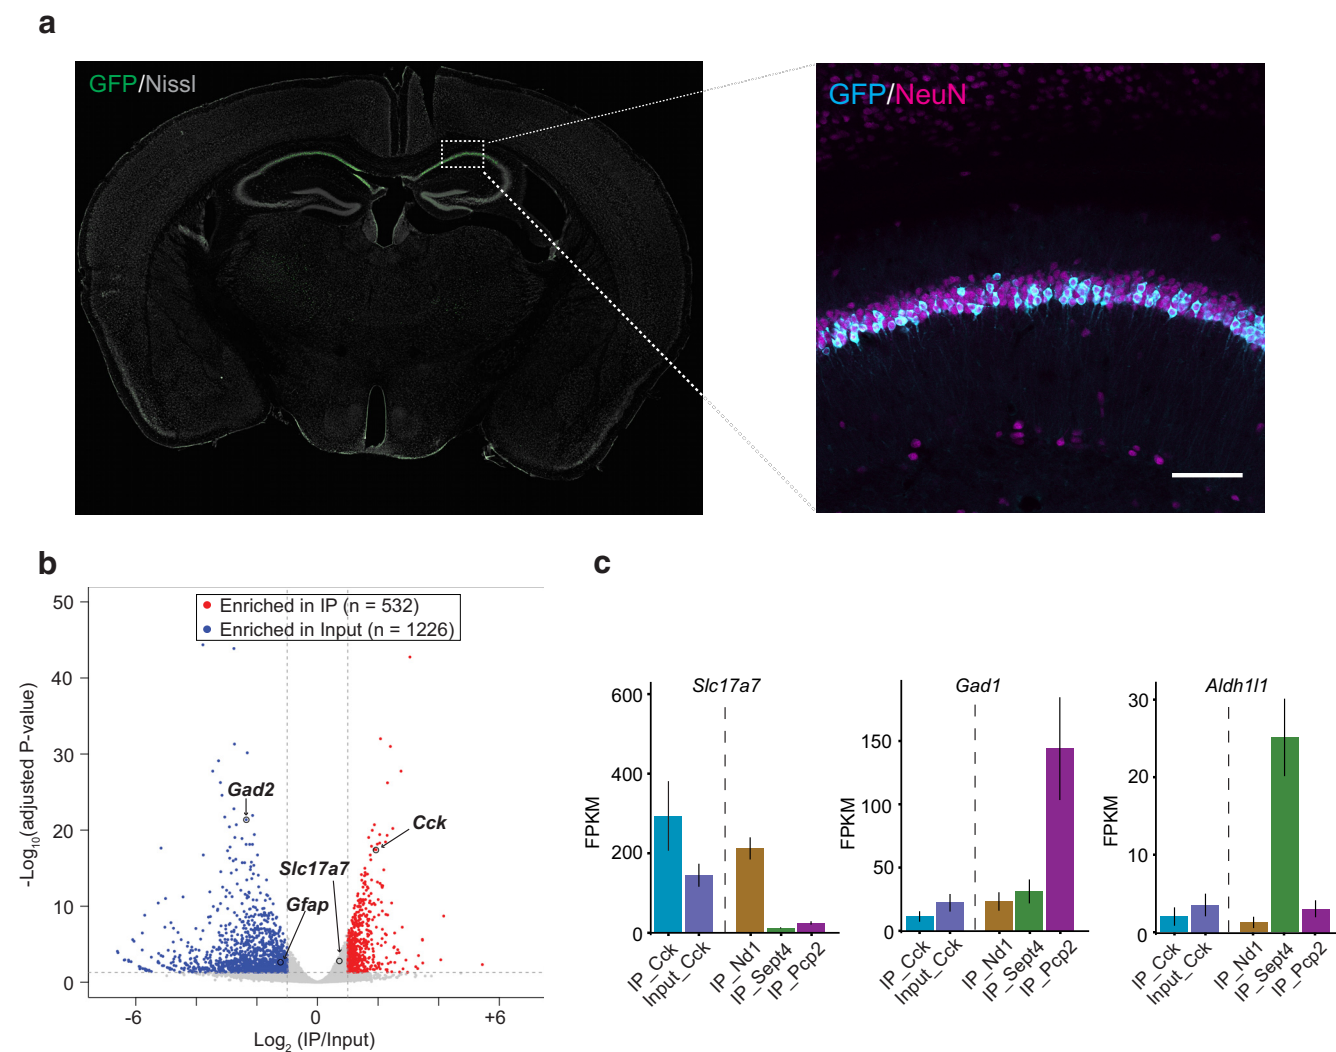 a
GFP/Nissl
GFP/NeuN
b
-Log10(adjusted P-value)
50
40
30
20
10
0
Enriched in IP (n = 532)
Enriched in Input (n = 1226)
Gad2
Cck
Slc17a7
Gfap
-6
0
+6
Log2 (IP/Input)
c
Slc17a7
FPKM
600
400
200
0
IP_Cck
Input_Cck
IP_Nd1
IP_Sept4
IP_Pcp2
Gad1
FPKM
150
100
50
0
IP_Cck
Input_Cck
IP_Nd1
IP_Sept4
IP_Pcp2
Aldh1l1
FPKM
30
20
10
0
IP_Cck
Input_Cck
IP_Nd1
IP_Sept4
IP_Pcp2